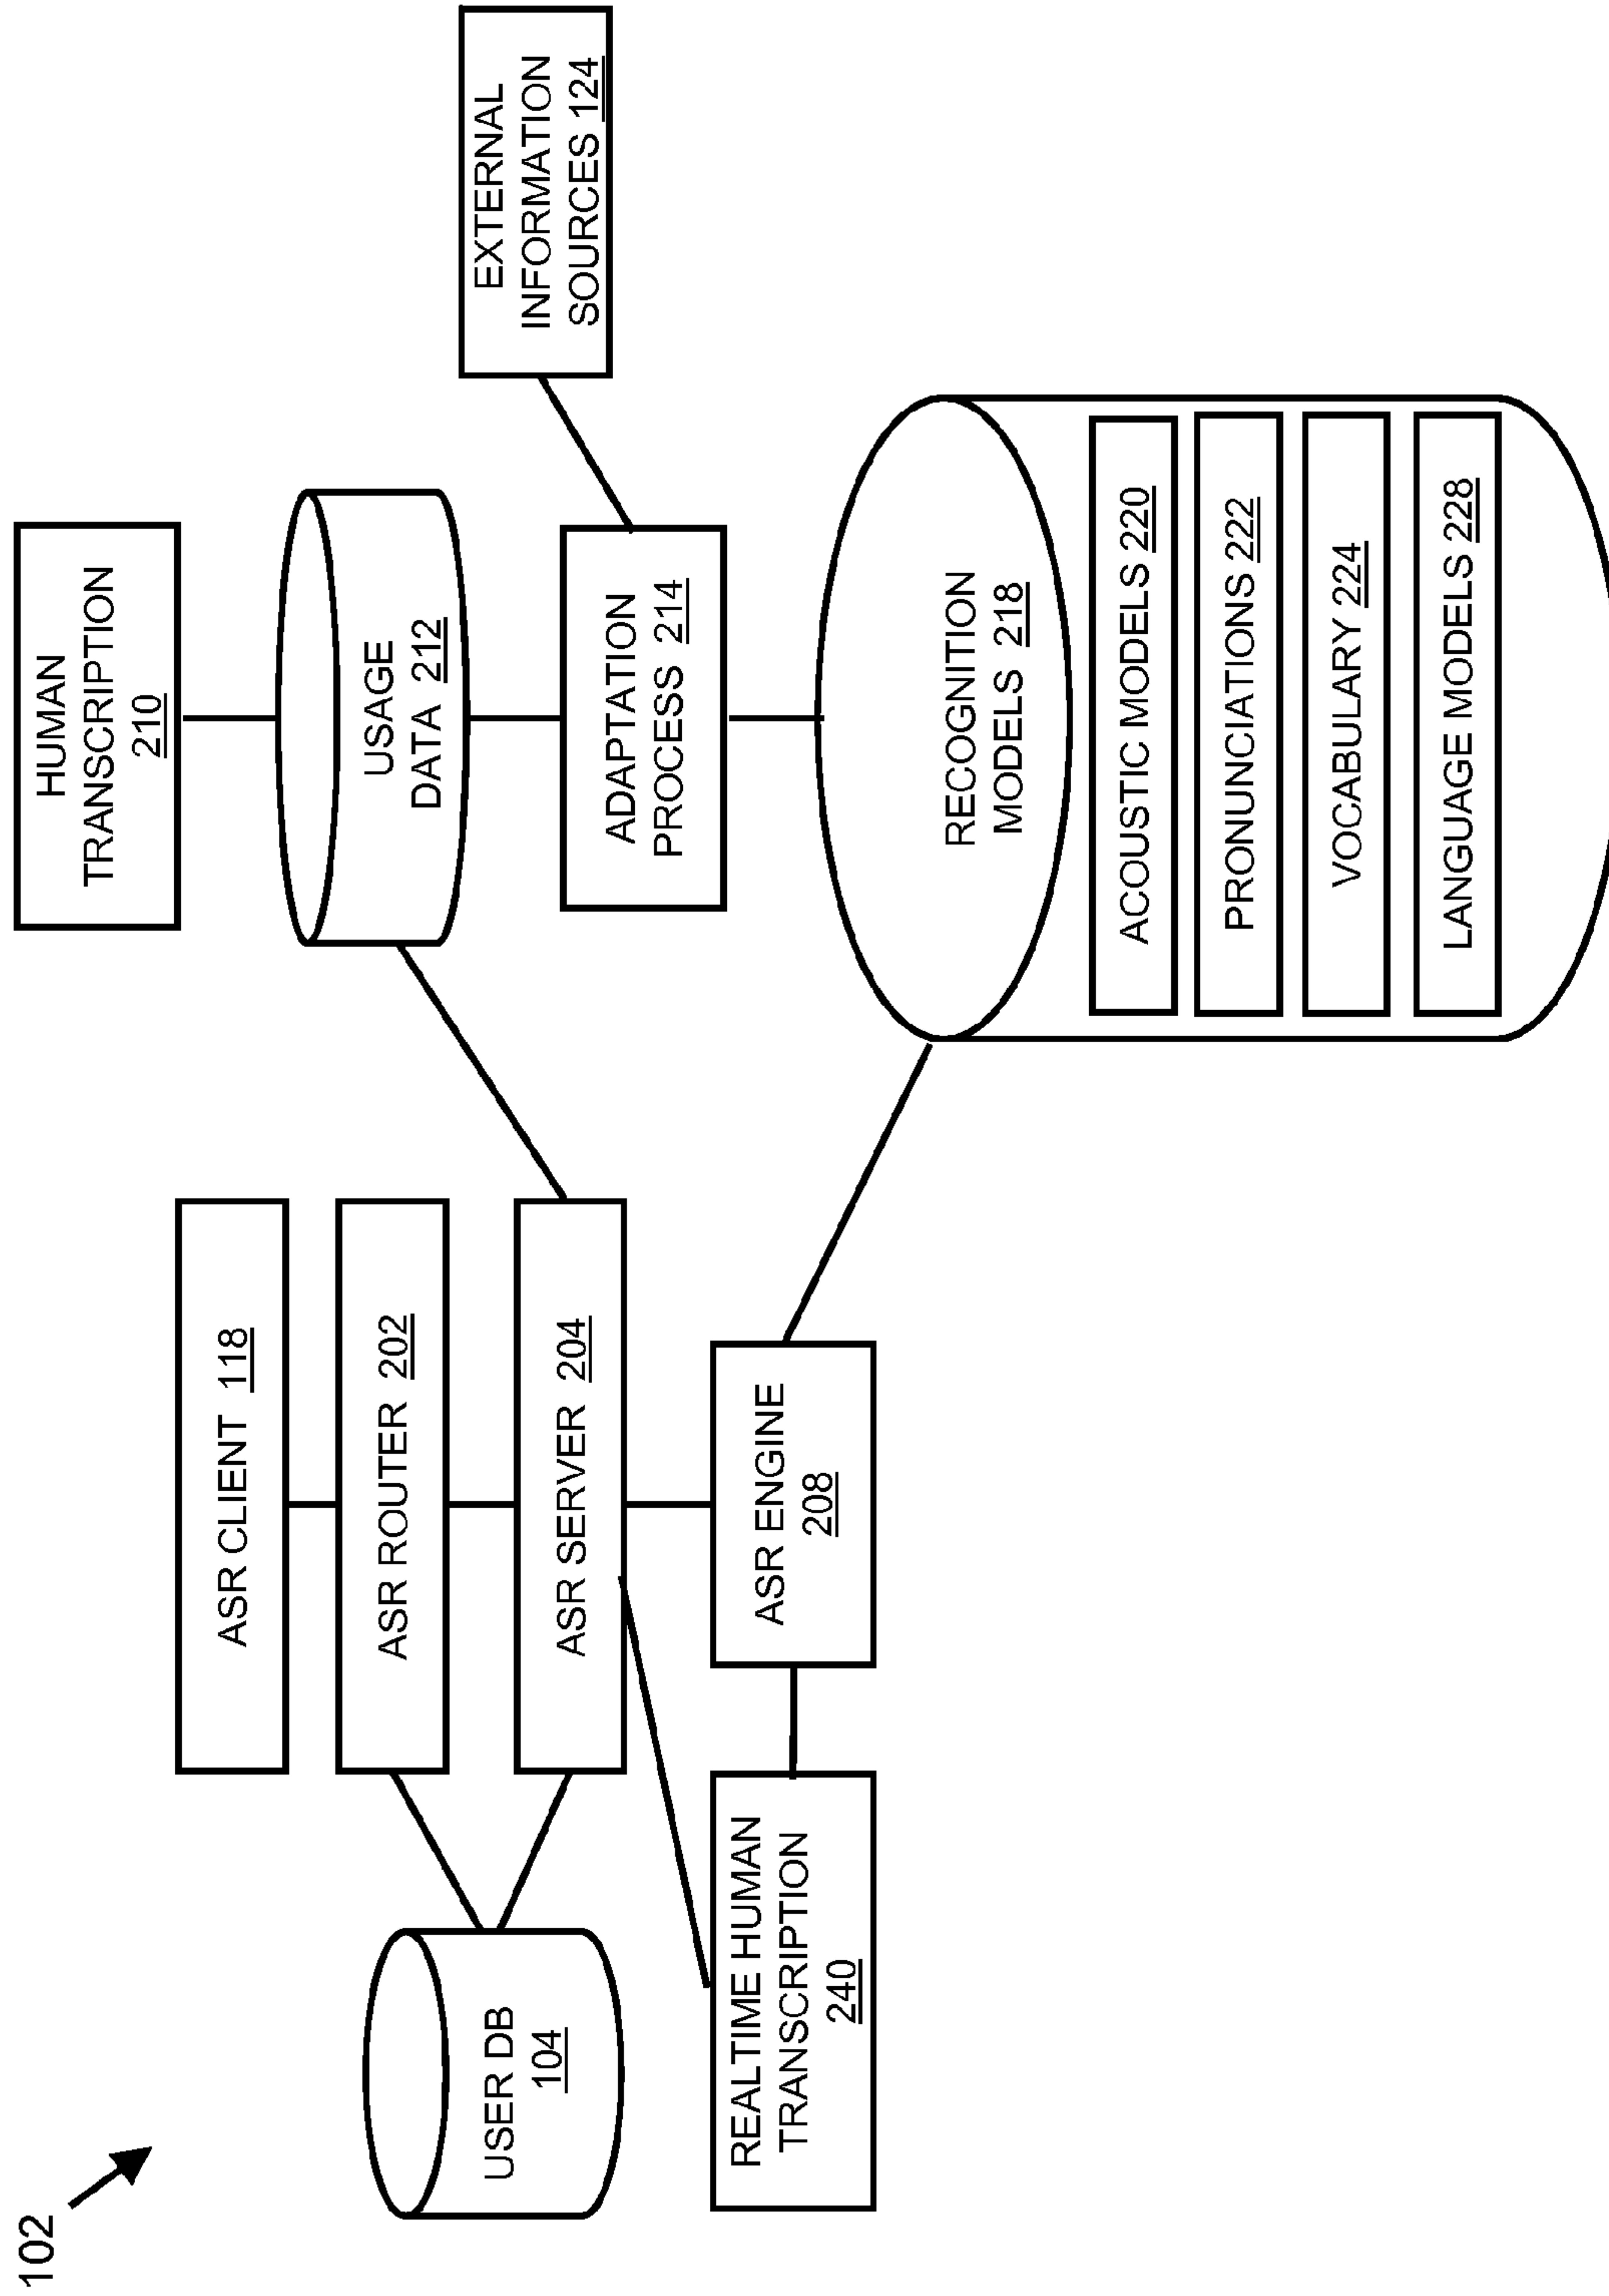 102
USER DB
104
ASR CLIENT 118
ASR ROUTER 202
ASR SERVER 204
REALTIME HUMAN
TRANSCRIPTION
240
ASR ENGINE
208
HUMAN
TRANSCRIPTION
210
USAGE
DATA 212
ADAPTATION
PROCESS 214
EXTERNAL
INFORMATION
SOURCES 124
RECOGNITION
MODELS 218
ACOUSTIC MODELS 220
PRONUNCIATIONS 222
VOCABULARY 224
LANGUAGE MODELS 228